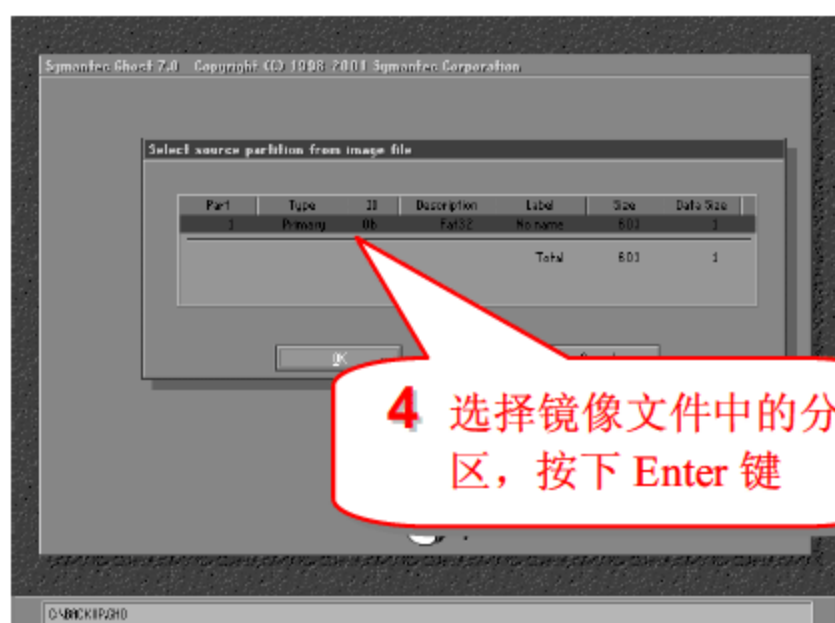 Symantec Ghost 7.0 Copyright (C) 1998-2001 Symantec Corporation
Select source partition from image file
Part Type ID Description Label Size Data Size
1 Primary 0b Fat32 No name 603 1
Total 603 1
OK
4 选择镜像文件中的分
区，按下 Enter 键
C:\BACKUP.GHO